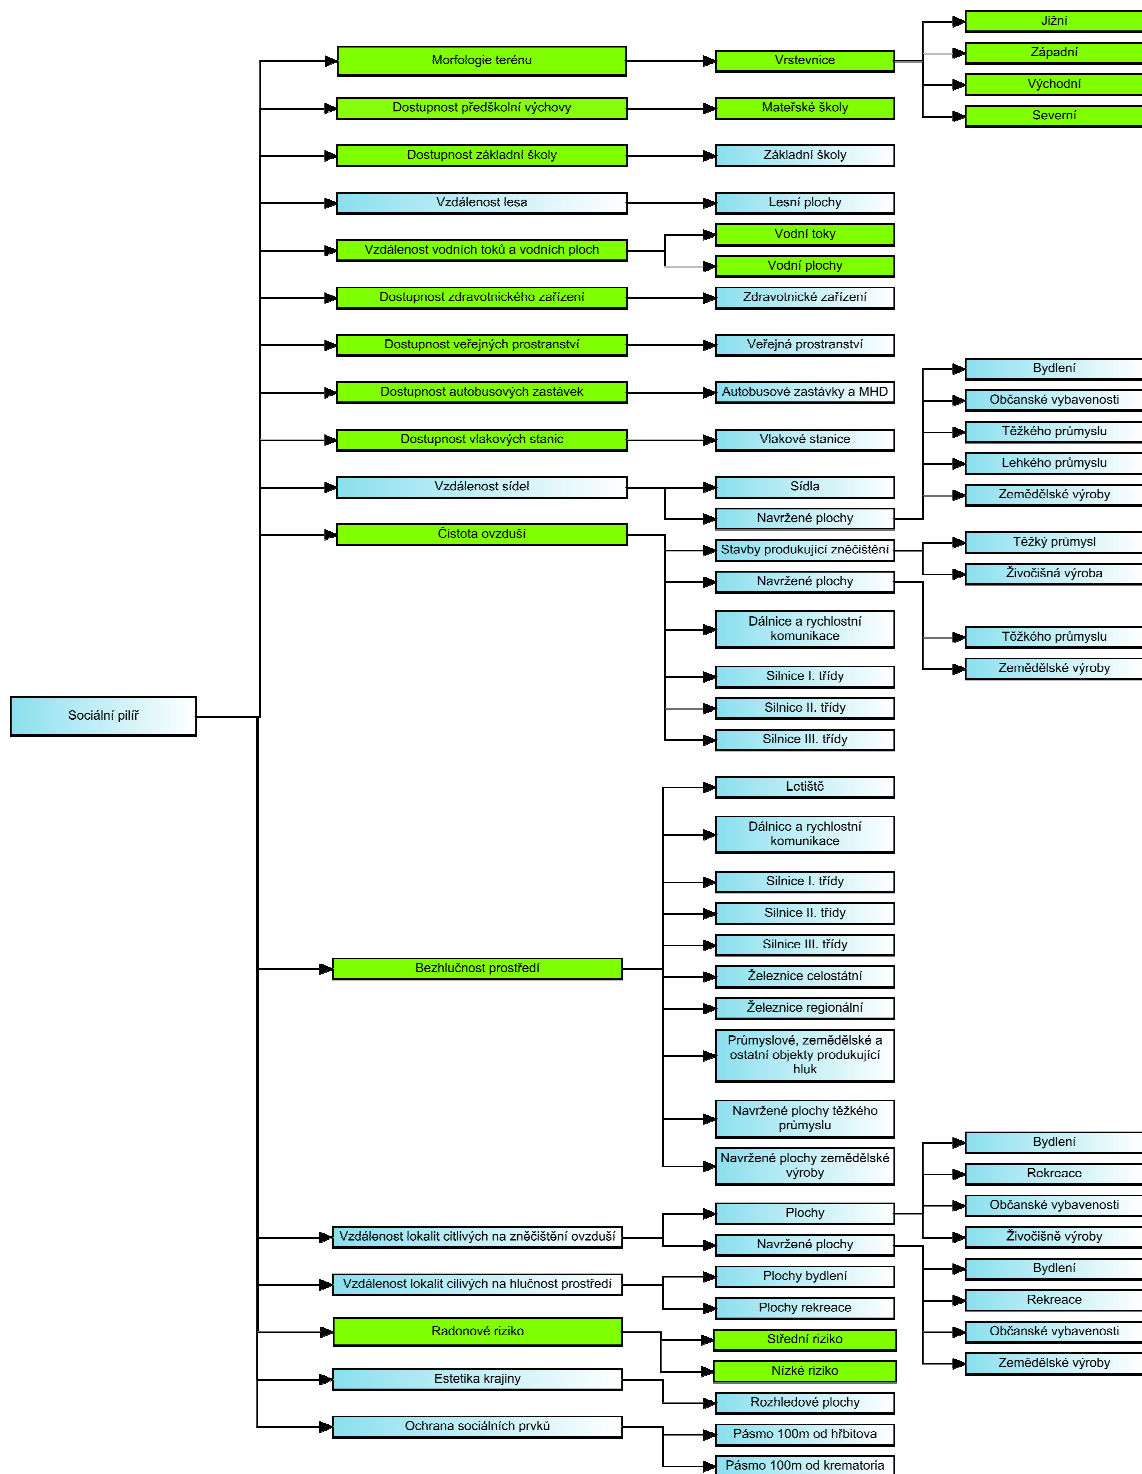 Sociální pilíř
Morfologie terénu
Vrstevnice
Jižní
Západní
Východní
Severní
Dostupnost předškolní výchovy
Mateřské školy
Dostupnost základní školy
Základní školy
Vzdálenost lesa
Lesní plochy
Vzdálenost vodních toků a vodních ploch
Vodní toky
Vodní plochy
Dostupnost zdravotnického zařízení
Zdravotnické zařízení
Dostupnost veřejných prostranství
Veřejná prostranství
Dostupnost autobusových zastávek
Autobusové zastávky a MHD
Dostupnost vlakových stanic
Vlakové stanice
Vzdálenost sídel
Sídla
Navržené plochy
Bydlení
Občanské vybavenosti
Těžkého průmyslu
Lehkého průmyslu
Zemědělské výroby
Čistota ovzduší
Stavby produkující zněčištění
Těžký průmysl
Živočišná výroba
Navržené plochy
Těžkého průmyslu
Zemědělské výroby
Dálnice a rychlostní
komunikace
Silnice I. třídy
Silnice II. třídy
Silnice III. třídy
Bezhlučnost prostředí
Letiště
Dálnice a rychlostní
komunikace
Silnice I. třídy
Silnice II. třídy
Silnice III. třídy
Železnice celostátní
Železnice regionální
Průmyslové, zemědělské a
ostatní objekty produkující
hluk
Navržené plochy těžkého
průmyslu
Navržené plochy zemědělské
výroby
Vzdálenost lokalit citlivých na zněčištění ovzduší
Plochy
Bydlení
Rekreace
Občanské vybavenosti
Živočišně výroby
Navržené plochy
Bydlení
Rekreace
Občanské vybavenosti
Zemědělské výroby
Vzdálenost lokalit cilivých na hlučnost prostředí
Plochy bydlení
Plochy rekreace
Radonové riziko
Střední riziko
Nízké riziko
Estetika krajiny
Rozhledové plochy
Ochrana sociálních prvků
Pásmo 100m od hřbitova
Pásmo 100m od krematoria